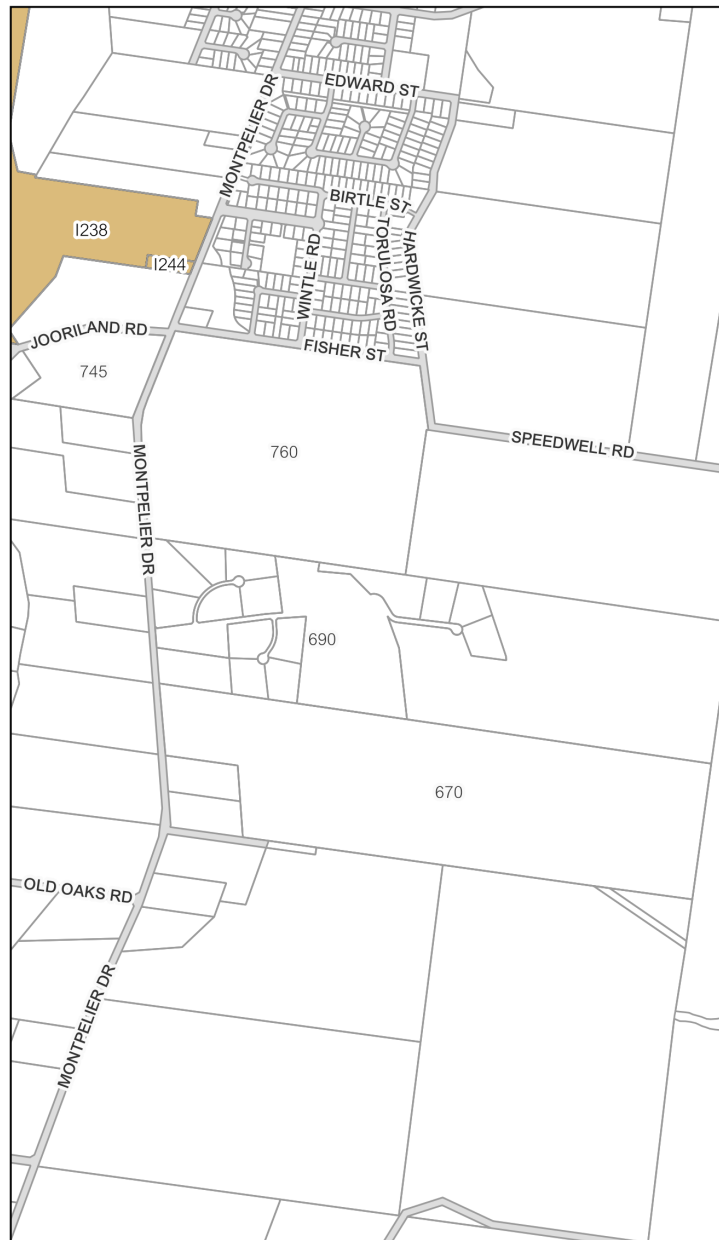 EDWARD ST
MONTPELIER DR
BIRTLE ST
I238
TORULOSA RD
HARDWICKE ST
WINTLE RD
I244
JOORILAND RD
FISHER ST
745
760
SPEEDWELL RD
MONTPELIER DR
690
670
OLD OAKS RD
MONTPELIER DR